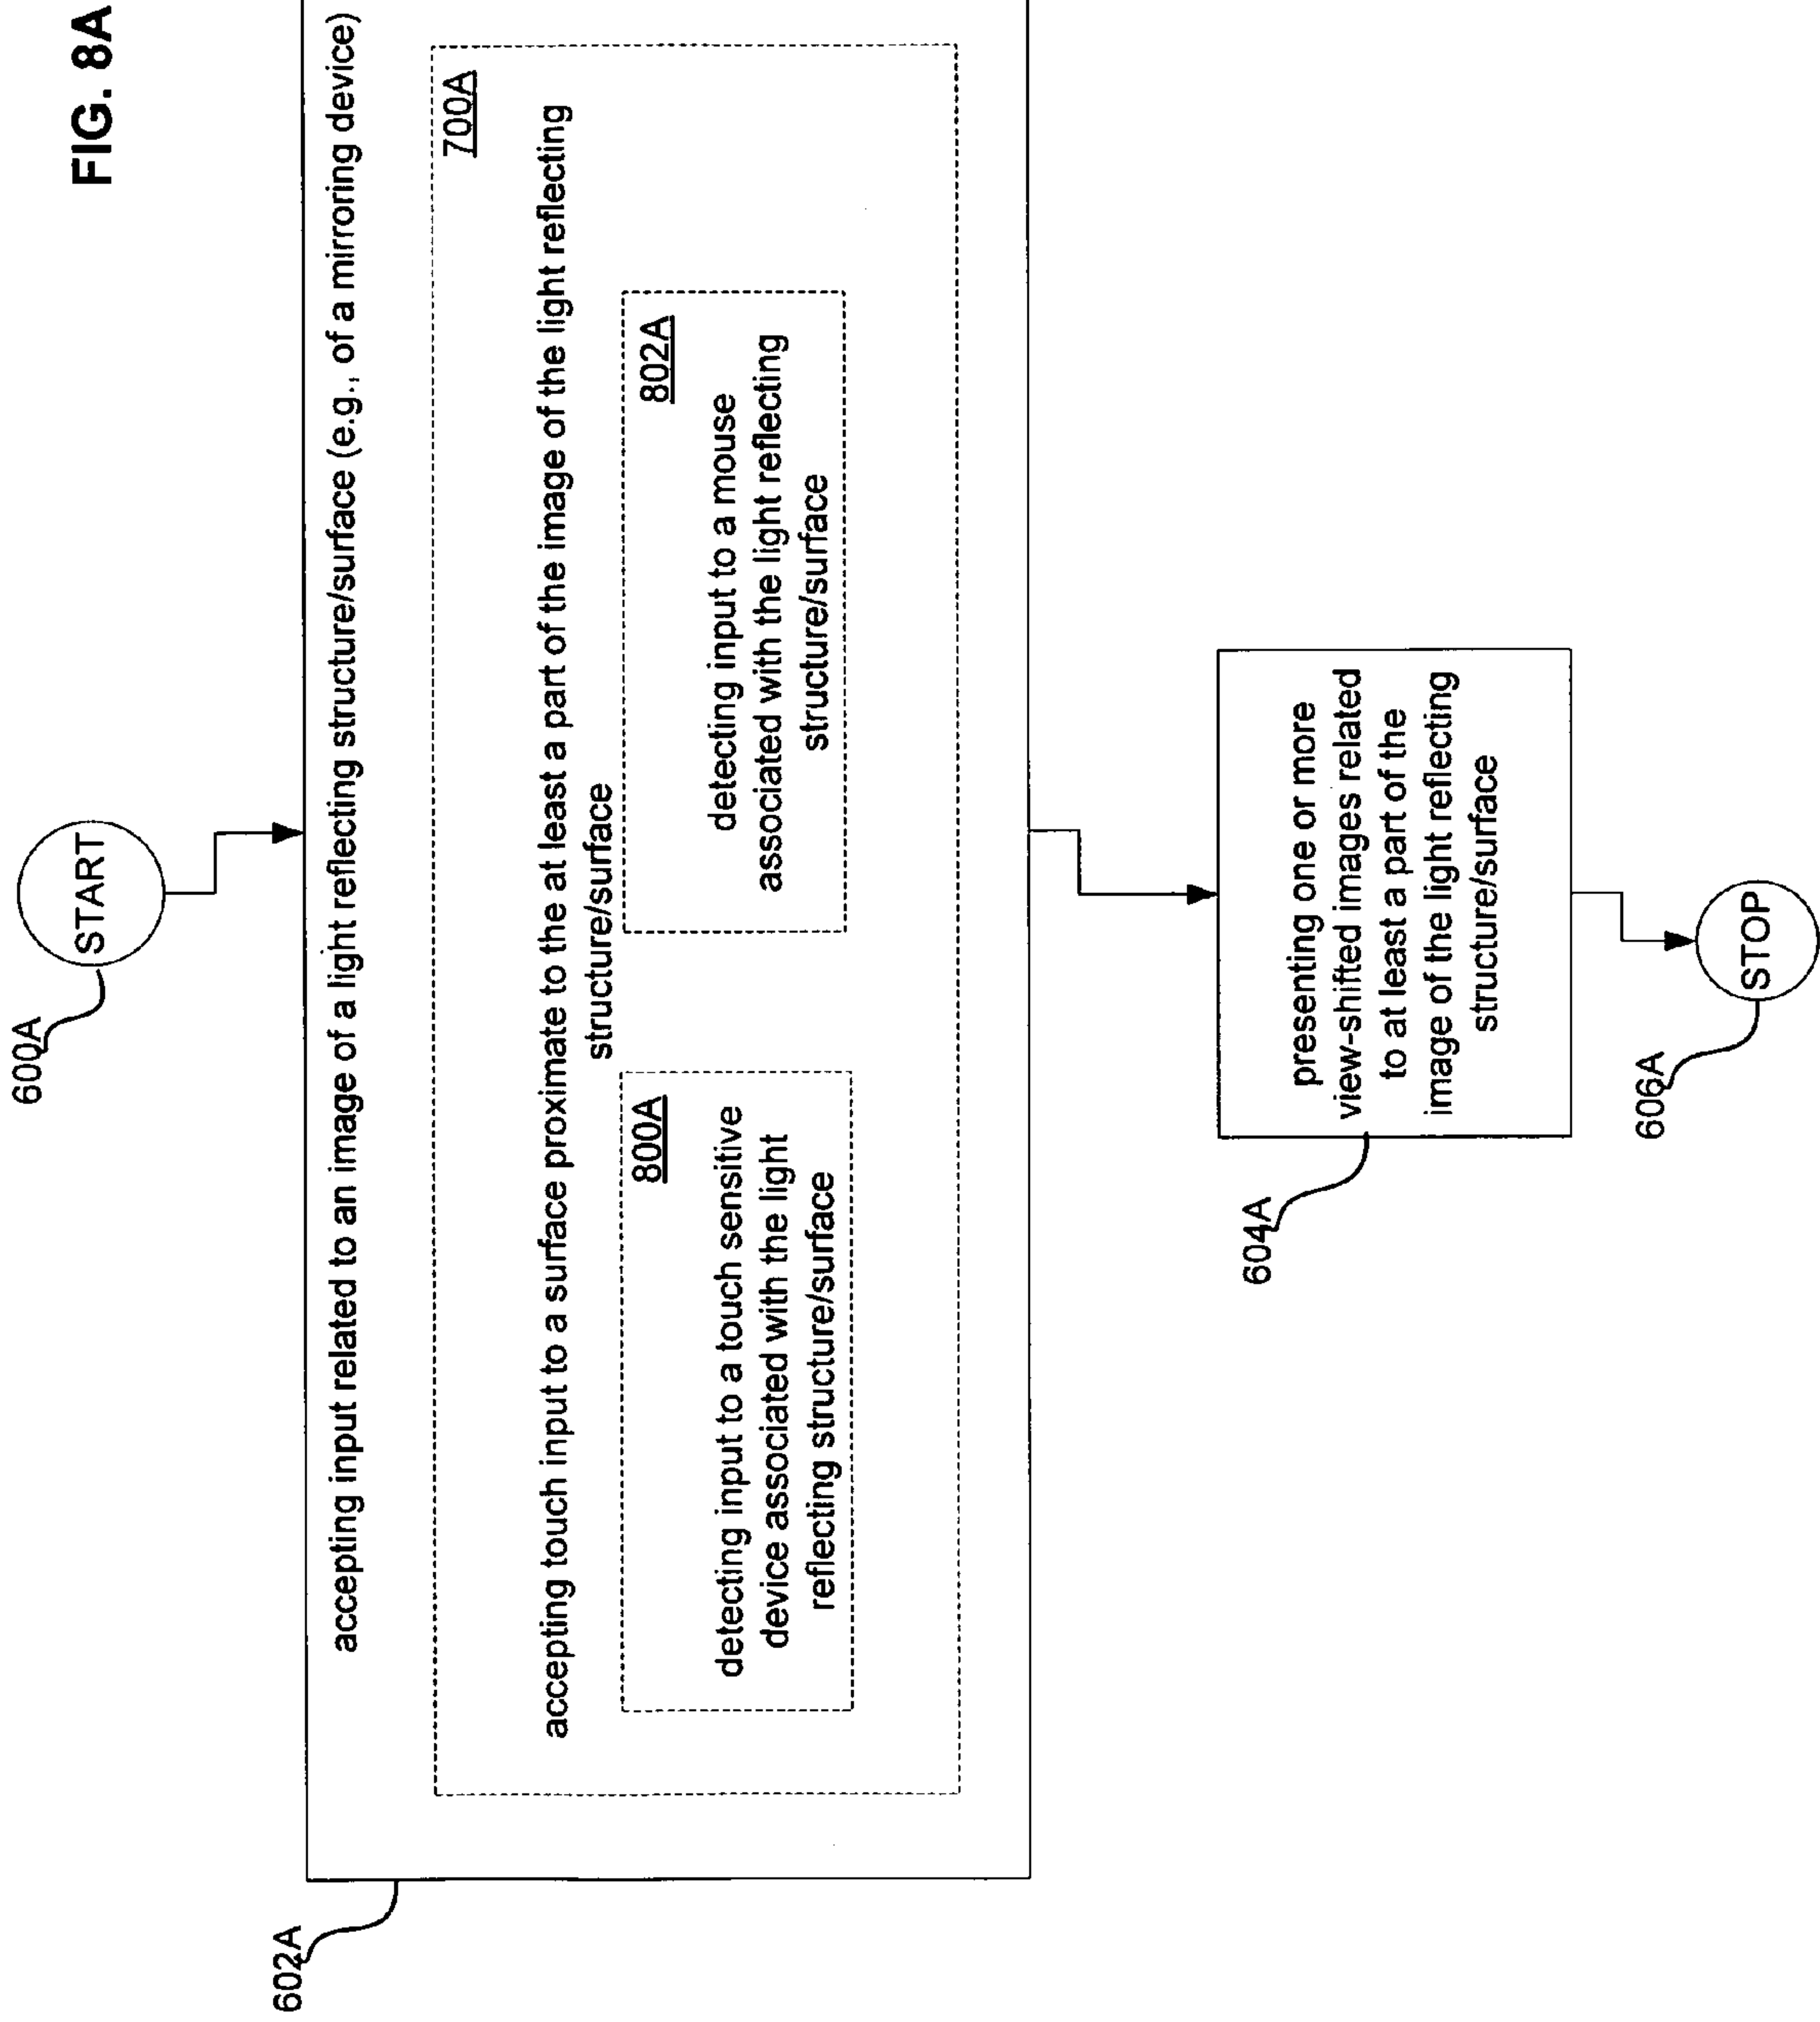 FIG. 8A
600A
START
602A
accepting input related to an image of a light reflecting structure/surface (e.g., of a mirroring device)
700A
accepting touch input to a surface proximate to the at least a part of the image of the light reflecting
structure/surface
800A
detecting input to a touch sensitive
device associated with the light
reflecting structure/surface
802A
detecting input to a mouse
associated with the light reflecting
structure/surface
604A
presenting one or more
view-shifted images related
to at least a part of the
image of the light reflecting
structure/surface
606A
STOP